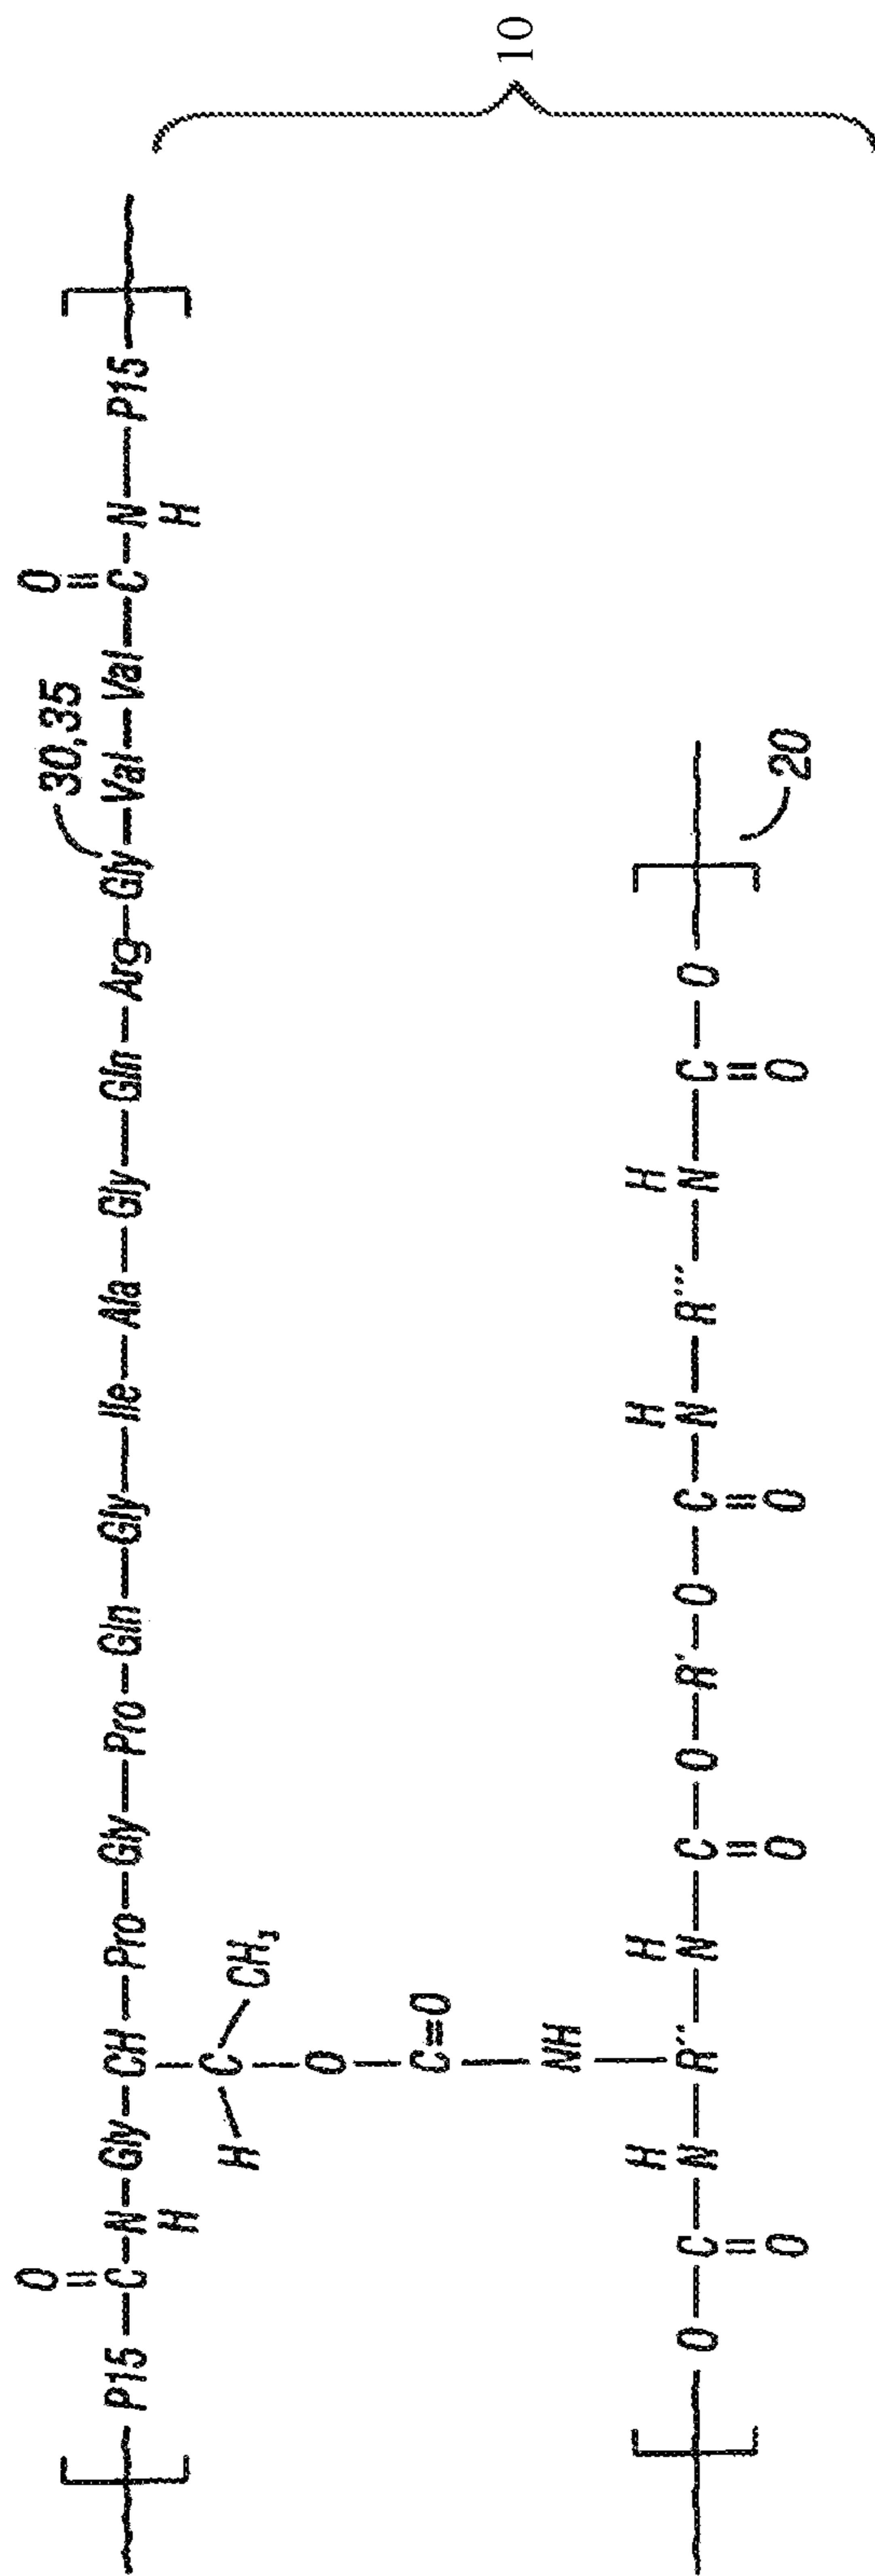 O O
30,35
[ P15—C—N—Gly—CH—Pro—Gly—Pro—Gln—Gly—Ile—Ala—Gly—Gln—Arg—Gly—Val—Val—C—N—P15 ]
H H
H C CH₃
O
C=O
10
NH
H H H H
[ O—C—N—R''—N—C—O—R'—O—C—N—R'''—N—C—O ]
O O O O
20